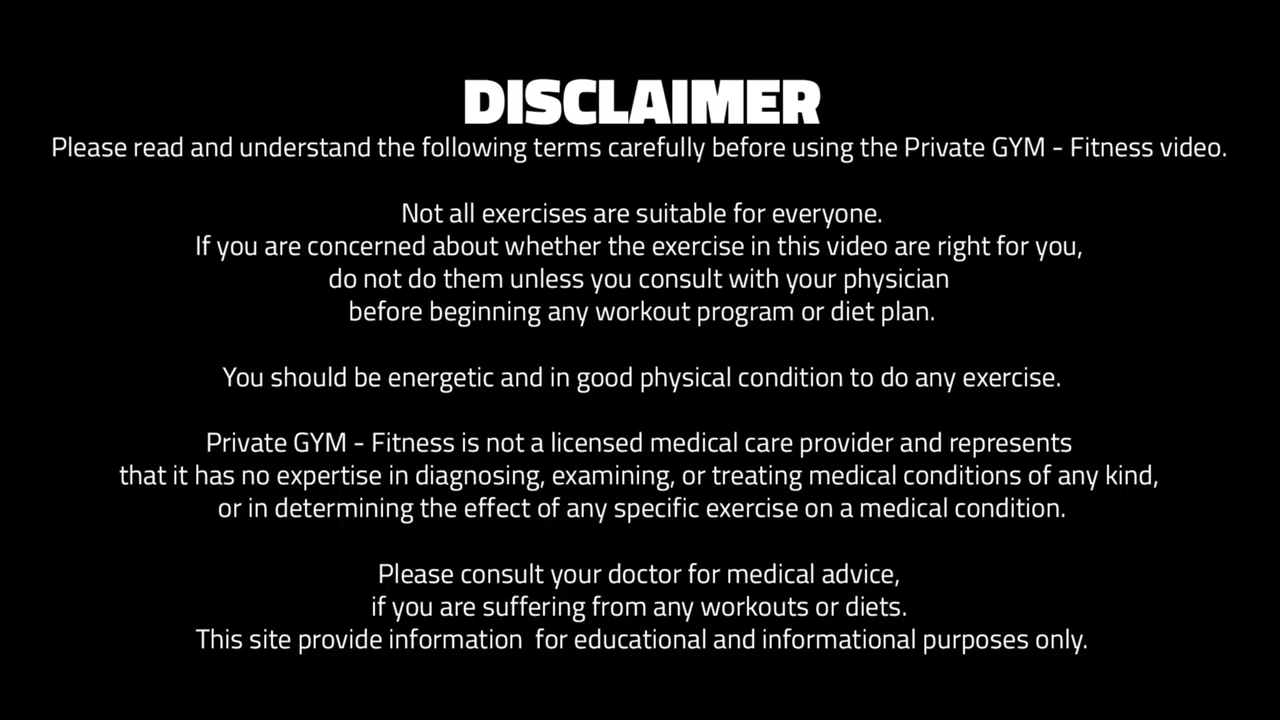 DISCLAIMER
Please read and understand the following terms carefully before using the Private GYM - Fitness video.
Not all exercises are suitable for everyone.
If you are concerned about whether the exercise in this video are right for you,
do not do them unless you consult with your physician
before beginning any workout program or diet plan.
You should be energetic and in good physical condition to do any exercise.
Private GYM - Fitness is not a licensed medical care provider and represents
that it has no expertise in diagnosing, examining, or treating medical conditions of any kind,
or in determining the effect of any specific exercise on a medical condition.
Please consult your doctor for medical advice,
if you are suffering from any workouts or diets.
This site provide information  for educational and informational purposes only.